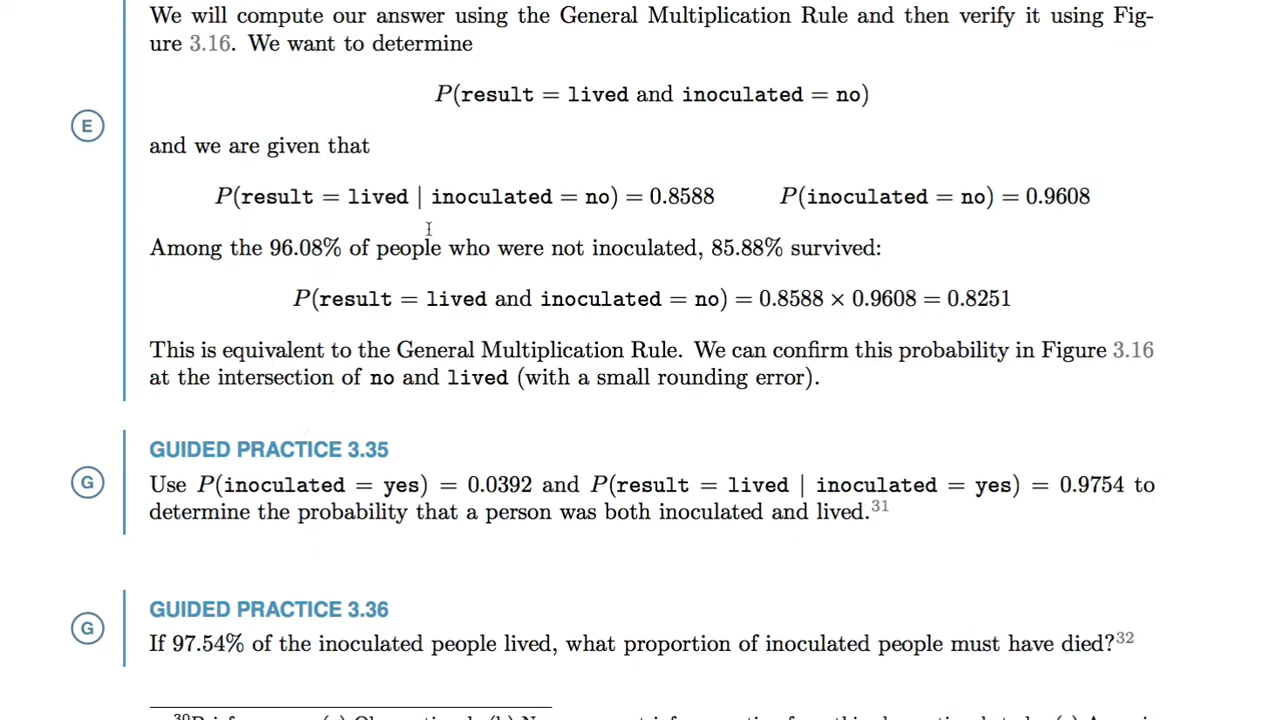 We will compute our answer using the General Multiplication Rule and then verify it using Fig-
ure 3.16. We want to determine
P(result = lived and inoculated = no)
E
and we are given that
P(result = lived | inoculated = no) = 0.8588 P(inoculated = no) = 0.9608
Among the 96.08% of people who were not inoculated, 85.88% survived:
P(result = lived and inoculated = no) = 0.8588 × 0.9608 = 0.8251
This is equivalent to the General Multiplication Rule. We can confirm this probability in Figure 3.16
at the intersection of no and lived (with a small rounding error).
GUIDED PRACTICE 3.35
G
Use P(inoculated = yes) = 0.0392 and P(result = lived | inoculated = yes) = 0.9754 to
determine the probability that a person was both inoculated and lived.31
GUIDED PRACTICE 3.36
G
If 97.54% of the inoculated people lived, what proportion of inoculated people must have died?32